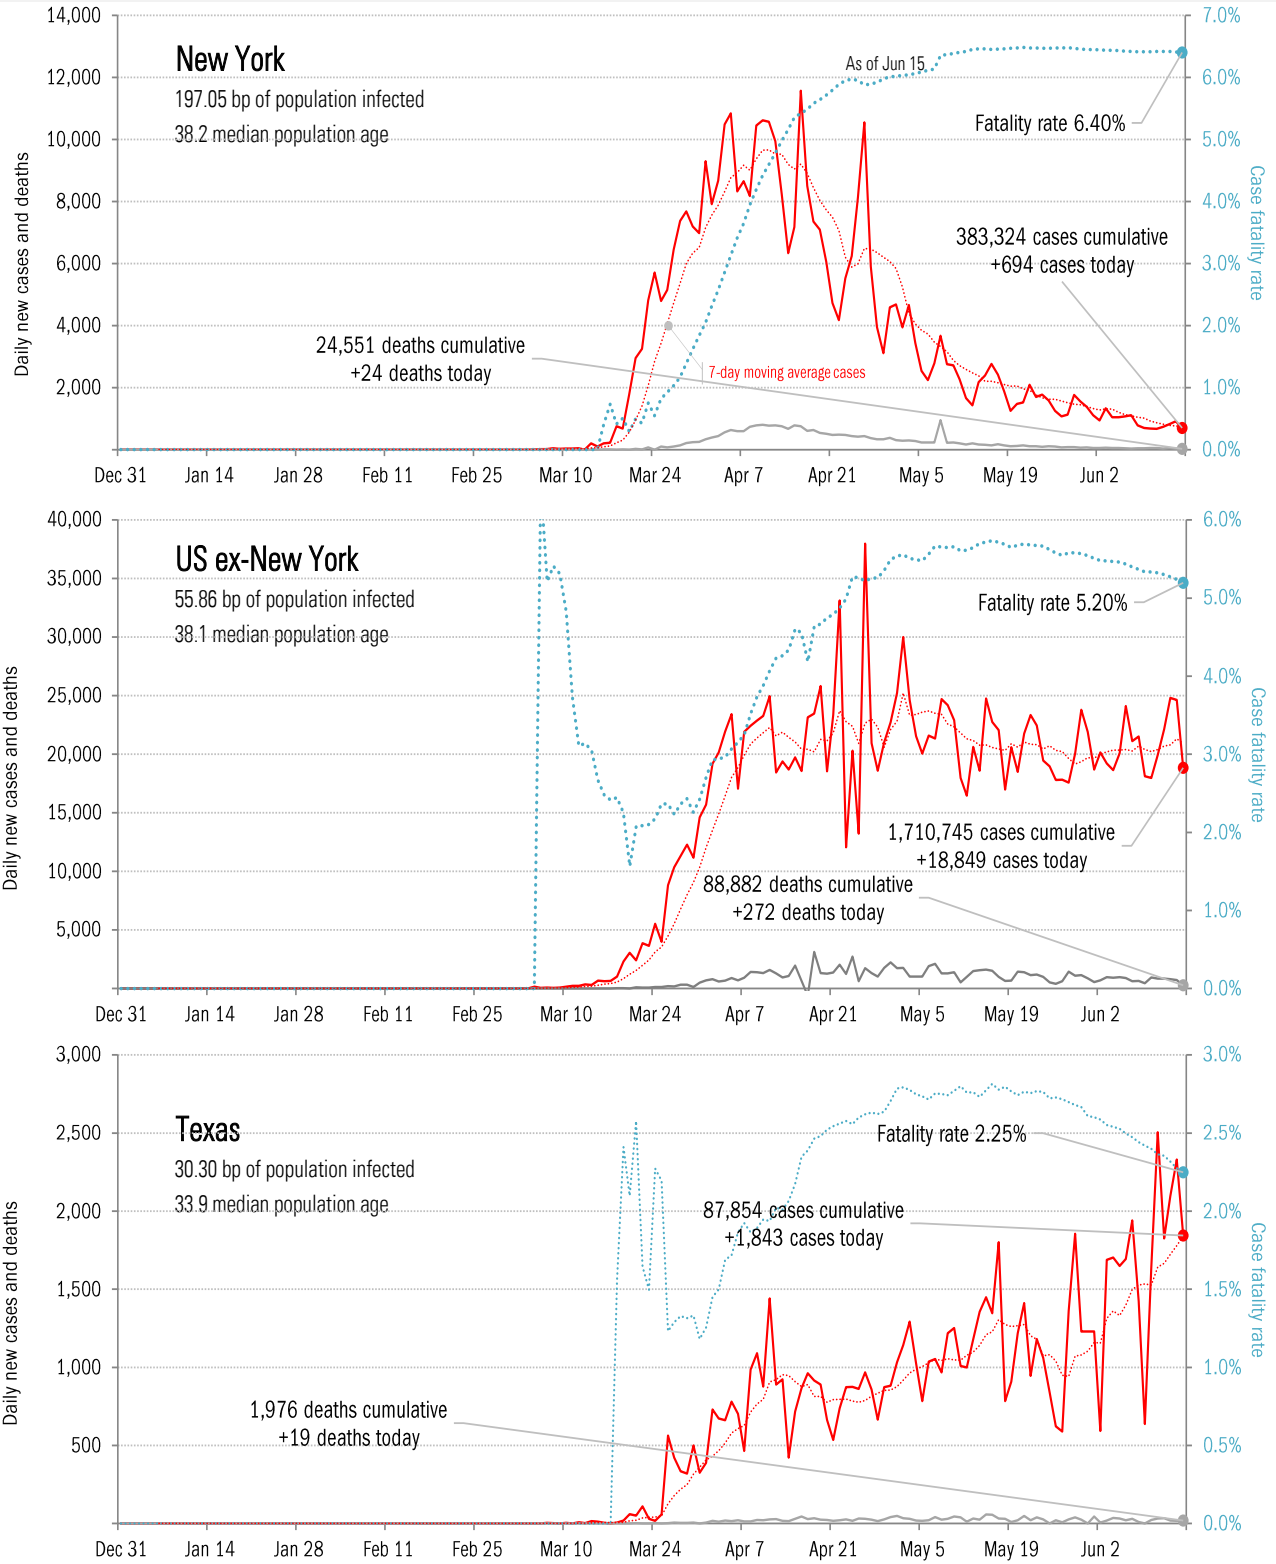 14,000
12,000
10,000
8,000
6,000
4,000
2,000
7.0%
6.0%
5.0%
4.0%
3.0%
2.0%
1.0%
0.0%
Daily new cases and deaths
Case fatality rate
New York
197.05 bp of population infected
38.2 median population age
As of Jun 15
Fatality rate 6.40%
383,324 cases cumulative
+694 cases today
24,551 deaths cumulative
+24 deaths today
7-day moving average cases
Dec 31 Jan 14 Jan 28 Feb 11 Feb 25 Mar 10 Mar 24 Apr 7 Apr 21 May 5 May 19 Jun 2
40,000
35,000
30,000
25,000
20,000
15,000
10,000
5,000
6.0%
5.0%
4.0%
3.0%
2.0%
1.0%
0.0%
Daily new cases and deaths
Case fatality rate
US ex-New York
55.86 bp of population infected
38.1 median population age
Fatality rate 5.20%
1,710,745 cases cumulative
+18,849 cases today
88,882 deaths cumulative
+272 deaths today
Dec 31 Jan 14 Jan 28 Feb 11 Feb 25 Mar 10 Mar 24 Apr 7 Apr 21 May 5 May 19 Jun 2
3,000
2,500
2,000
1,500
1,000
500
3.0%
2.5%
2.0%
1.5%
1.0%
0.5%
0.0%
Daily new cases and deaths
Case fatality rate
Texas
30.30 bp of population infected
33.9 median population age
Fatality rate 2.25%
87,854 cases cumulative
+1,843 cases today
1,976 deaths cumulative
+19 deaths today
Dec 31 Jan 14 Jan 28 Feb 11 Feb 25 Mar 10 Mar 24 Apr 7 Apr 21 May 5 May 19 Jun 2